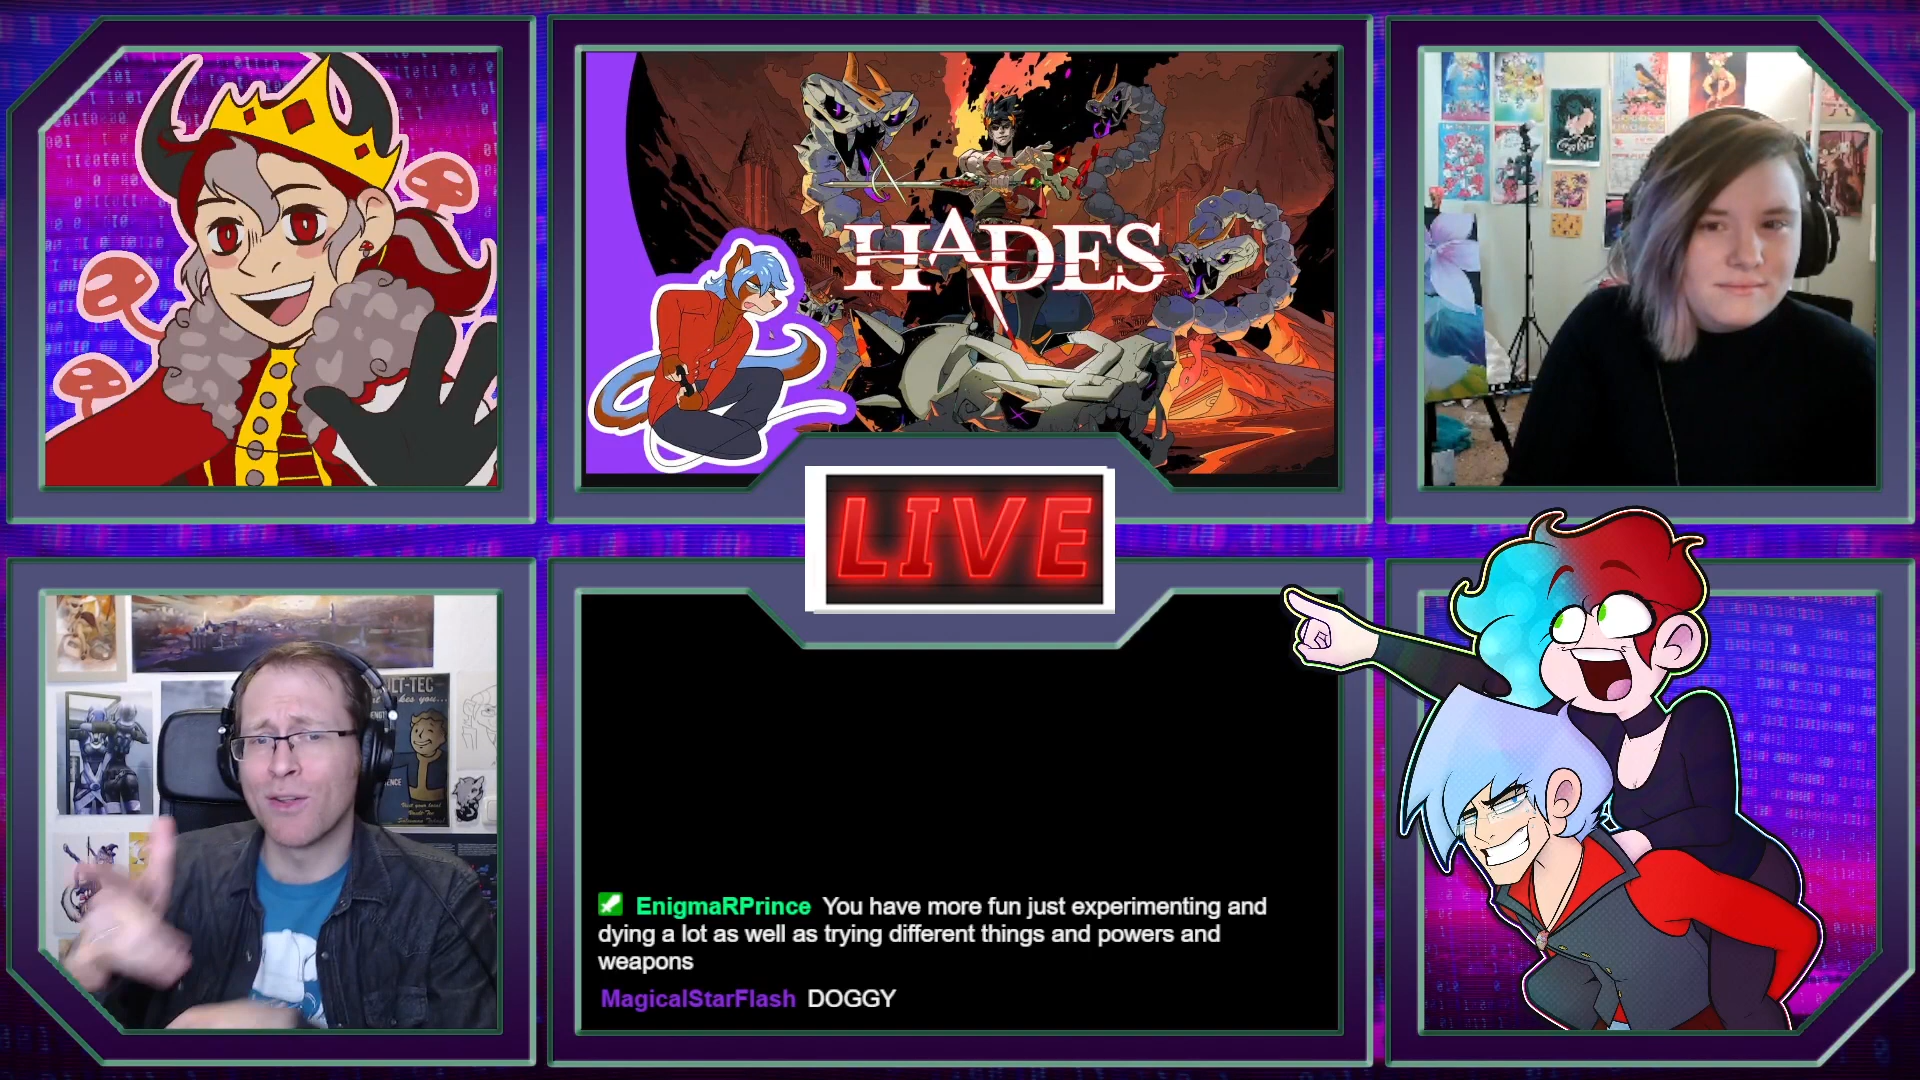 HADES
LIVE
EnigmaRPrince You have more fun just experimenting and
dying a lot as well as trying different things and powers and
weapons
MagicalStarFlash DOGGY